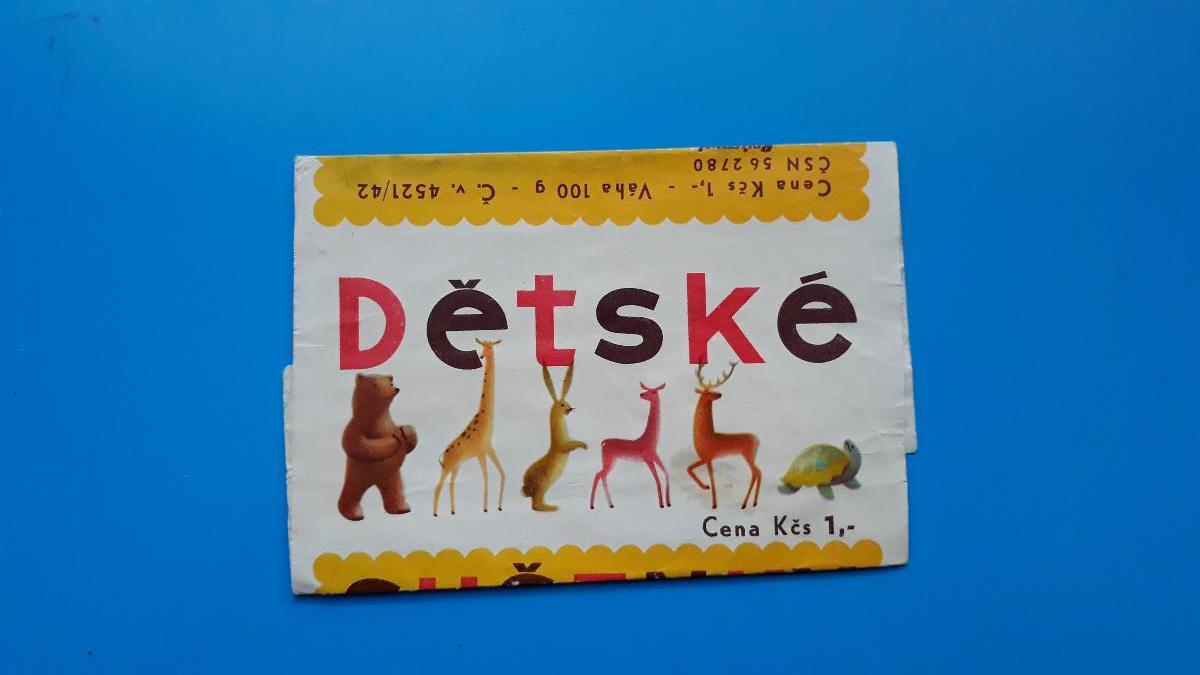 Cena Kčs 1,- - Váha 100 g - Č. v. 4521/42
ČSN 56 2780
Dětské
Cena Kčs 1,-